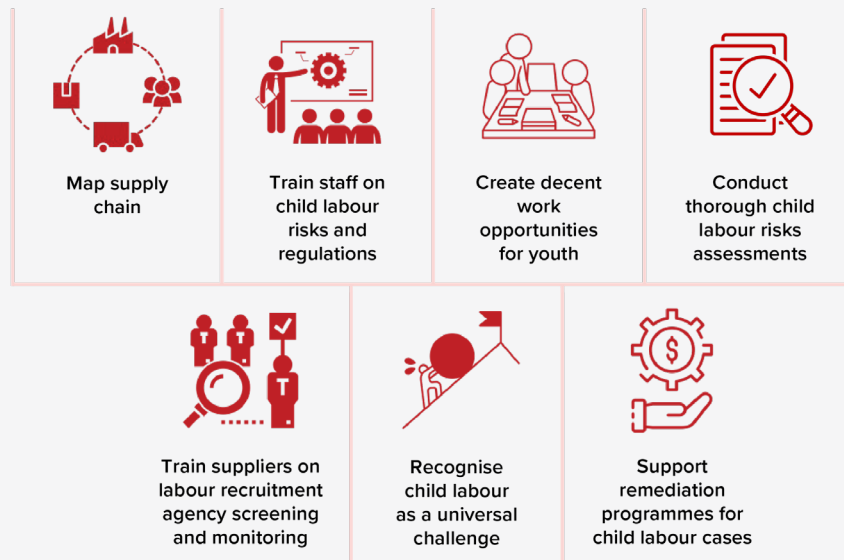 Map supply
chain
Train staff on
child labour
risks and
regulations
Create decent
work
opportunities
for youth
Conduct
thorough child
labour risks
assessments
Train suppliers on
labour recruitment
agency screening
and monitoring
Recognise
child labour
as a universal
challenge
Support
remediation
programmes for
child labour cases